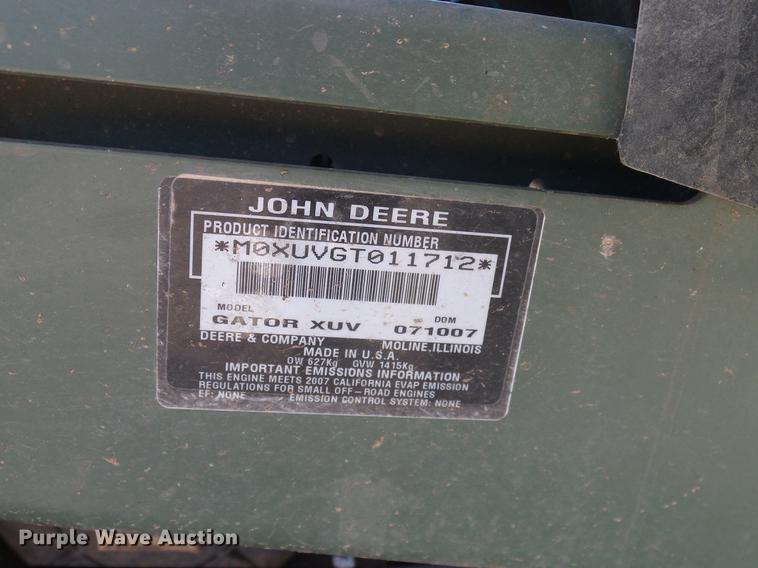 JOHN DEERE
PRODUCT IDENTIFICATION NUMBER
*M0XUVGT011712*
MODEL DOM
GATOR XUV 071007
DEERE & COMPANY MOLINE,ILLINOIS
MADE IN U.S.A.
OW 627Kg GVW 1415Kg
IMPORTANT EMISSIONS INFORMATION
THIS ENGINE MEETS 2007 CALIFORNIA EVAP EMISSION
REGULATIONS FOR SMALL OFF-ROAD ENGINES
EF: NONE EMISSION CONTROL SYSTEM: NONE
Purple Wave Auction